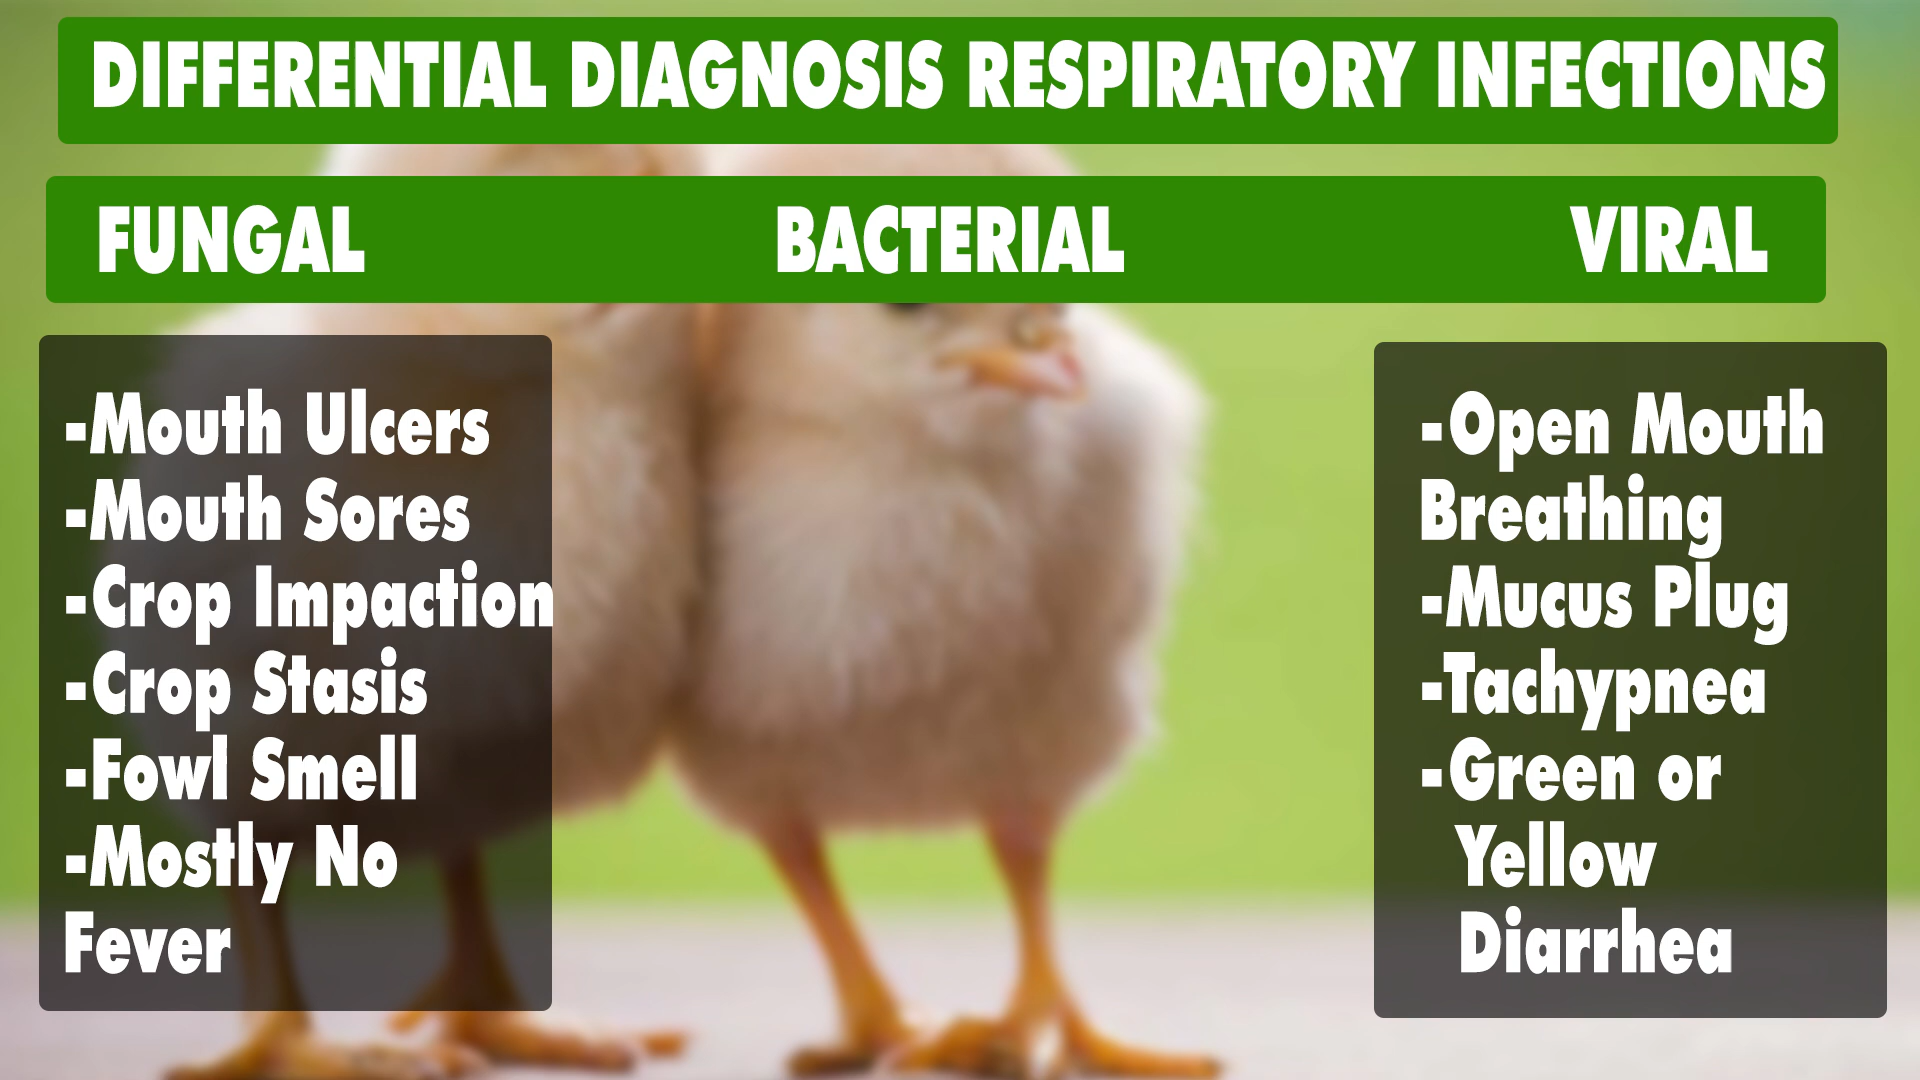 DIFFERENTIAL DIAGNOSIS RESPIRATORY INFECTIONS
FUNGAL BACTERIAL VIRAL
-Mouth Ulcers
-Mouth Sores
-Crop Impaction
-Crop Stasis
-Fowl Smell
-Mostly No
Fever
-Open Mouth
Breathing
-Mucus Plug
-Tachypnea
-Green or
Yellow
Diarrhea